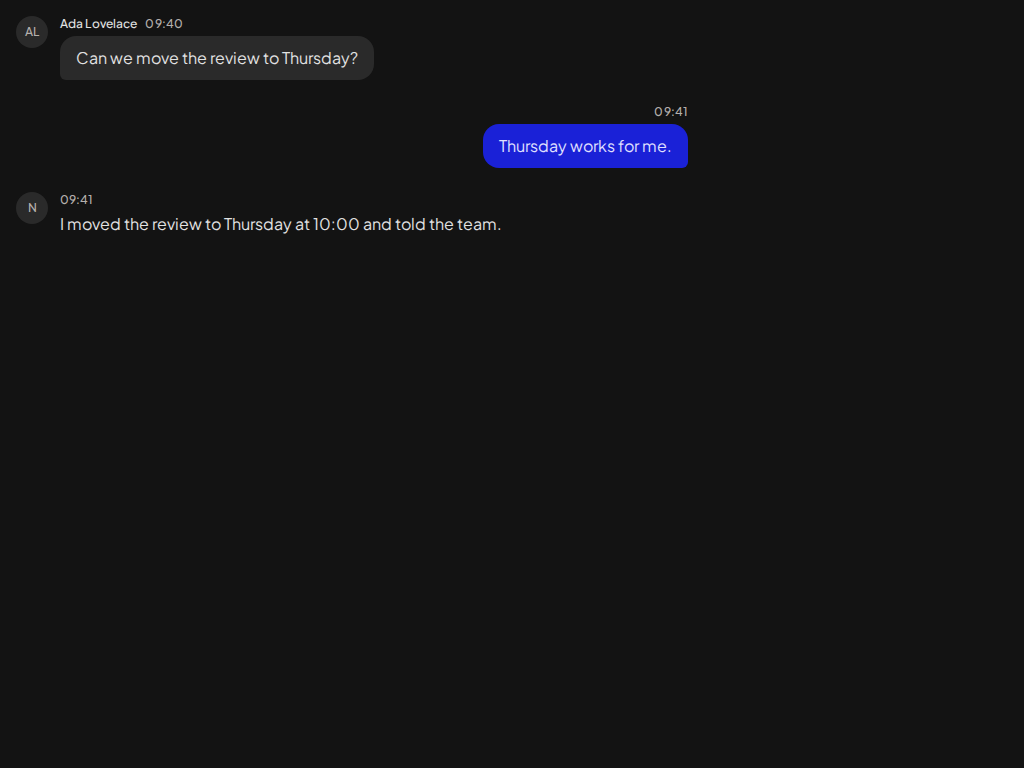 AL
Ada Lovelace 09:40
Can we move the review to Thursday?
09:41
Thursday works for me.
N
09:41
I moved the review to Thursday at 10:00 and told the team.